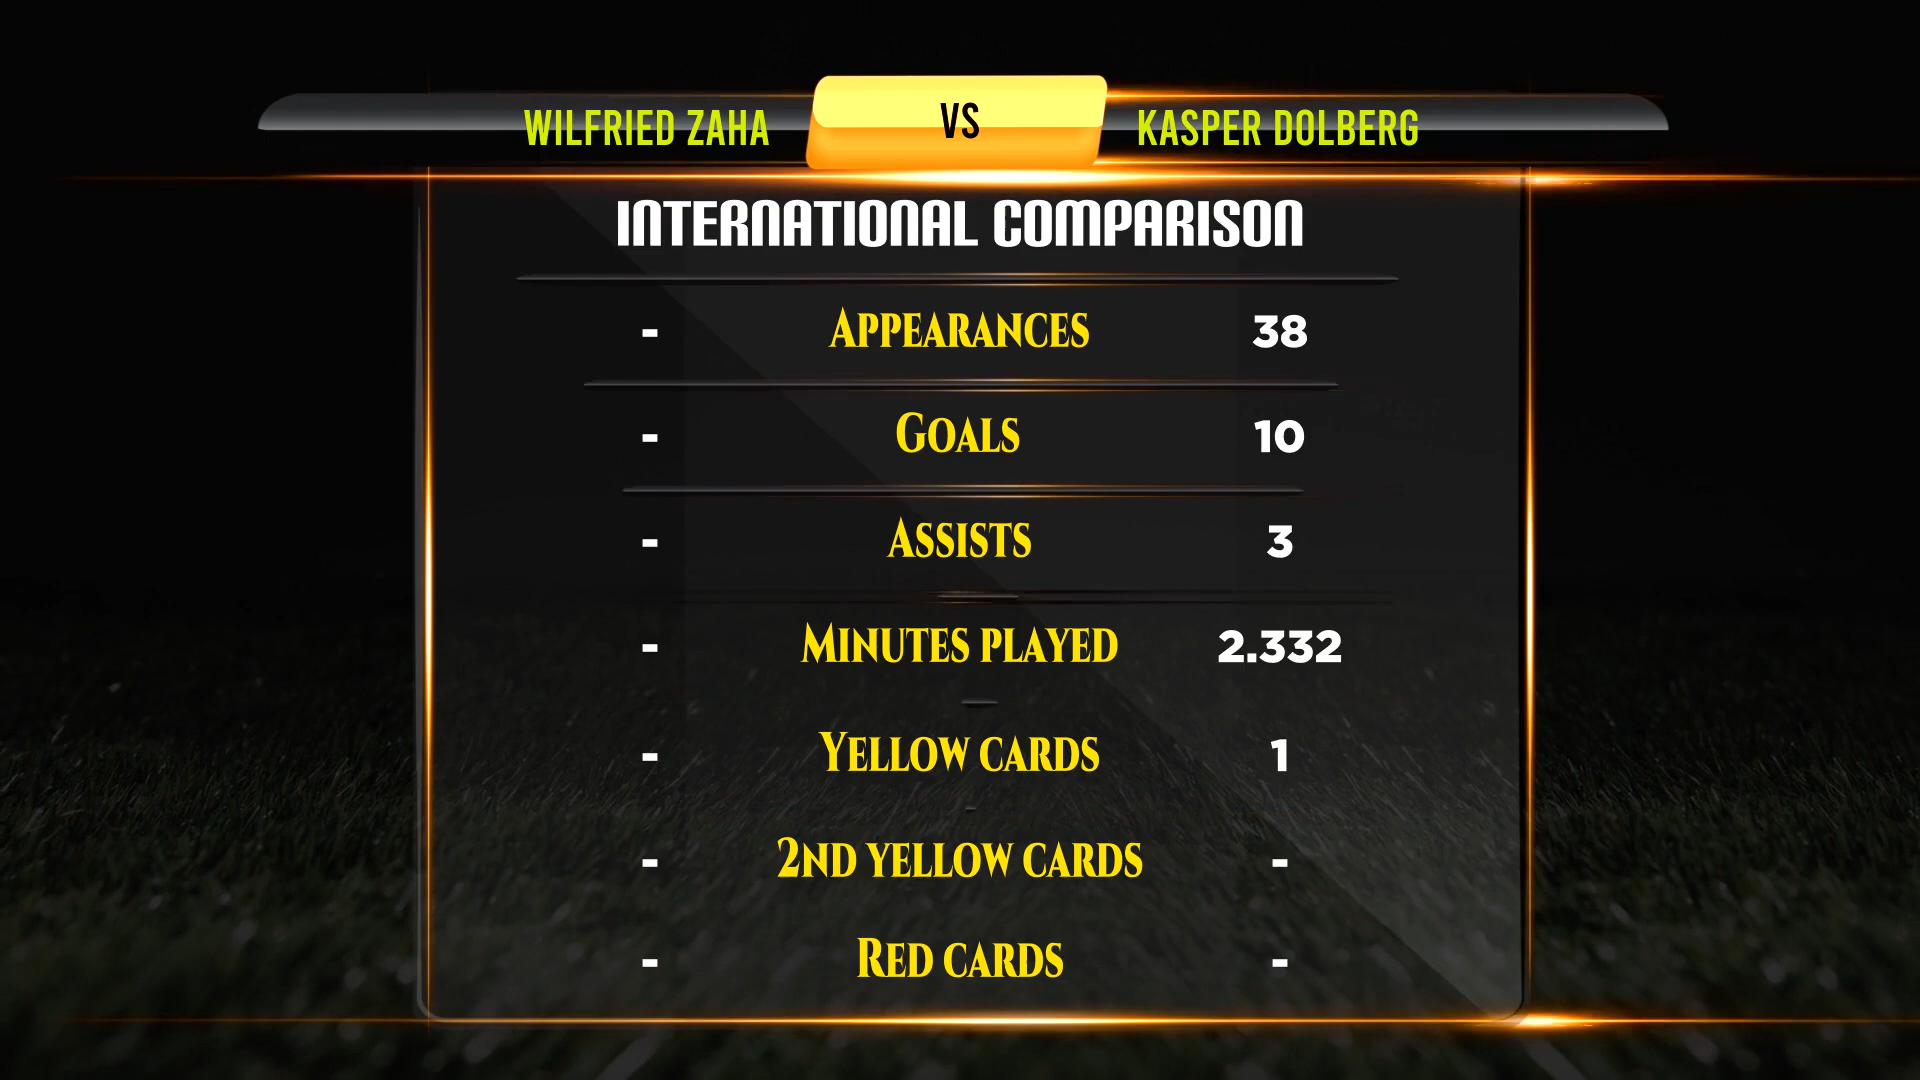 WILFRIED ZAHA VS KASPER DOLBERG
INTERNATIONAL COMPARISON
- APPEARANCES 38
- GOALS 10
- ASSISTS 3
- MINUTES PLAYED 2.332
- YELLOW CARDS 1
- 2ND YELLOW CARDS -
- RED CARDS -